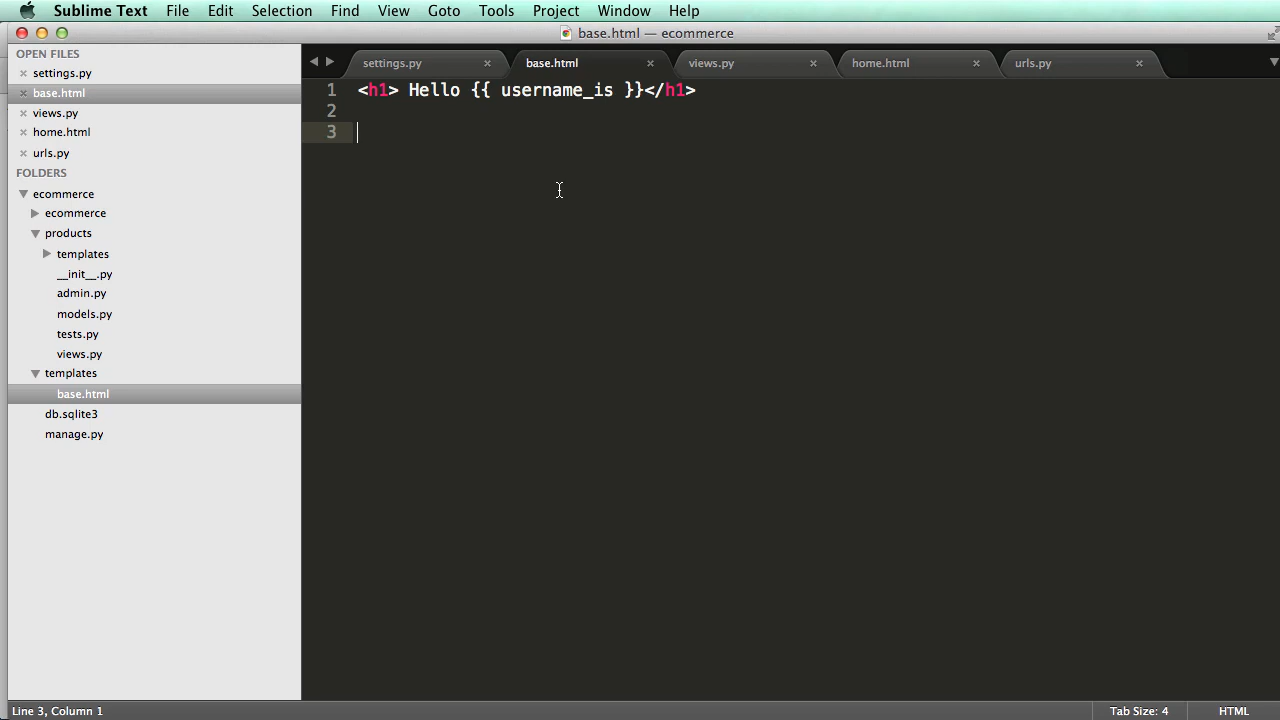 Sublime Text File Edit Selection Find View Goto Tools Project Window Help
base.html — ecommerce
OPEN FILES
settings.py
base.html
views.py
home.html
urls.py
FOLDERS
ecommerce
ecommerce
products
templates
__init__.py
admin.py
models.py
tests.py
views.py
templates
base.html
db.sqlite3
manage.py
settings.py base.html views.py home.html urls.py
1 <h1> Hello {{ username_is }}</h1>
2
3
Line 3, Column 1 Tab Size: 4 HTML